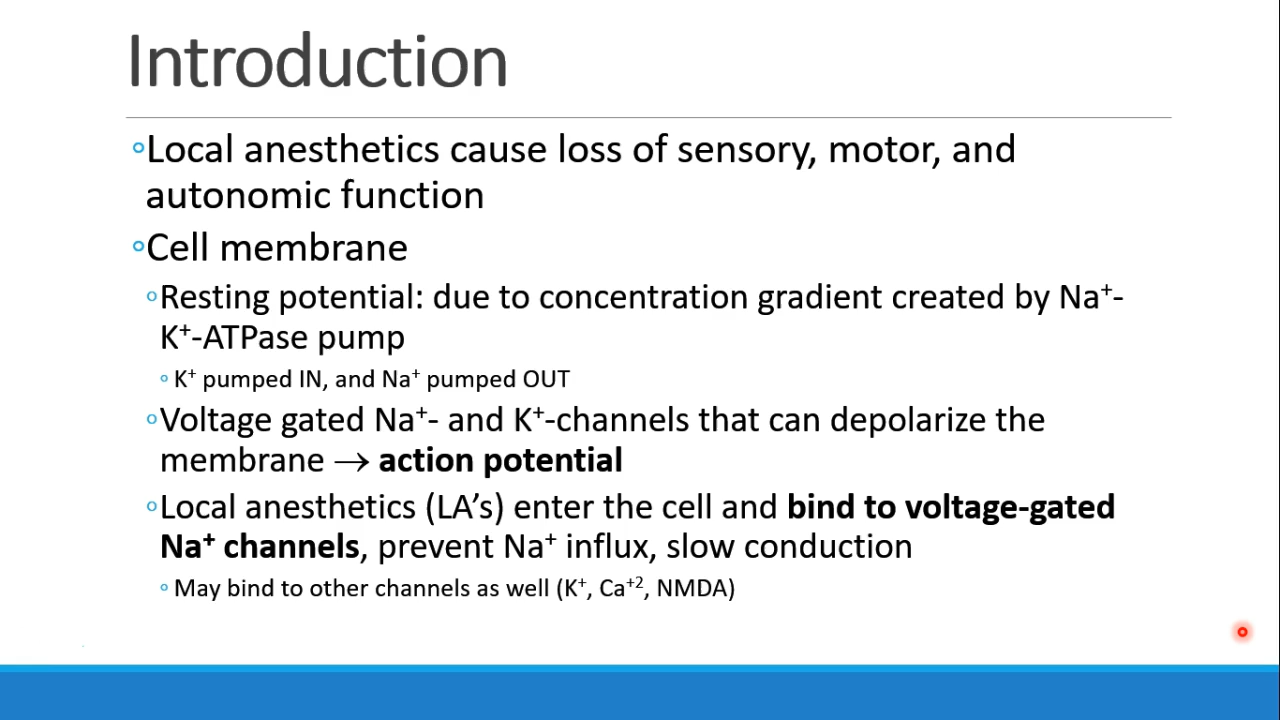 Introduction
◦Local anesthetics cause loss of sensory, motor, and
autonomic function
◦Cell membrane
◦Resting potential: due to concentration gradient created by Na⁺-
K⁺-ATPase pump
◦K⁺ pumped IN, and Na⁺ pumped OUT
◦Voltage gated Na⁺- and K⁺-channels that can depolarize the
membrane → action potential
◦Local anesthetics (LA’s) enter the cell and bind to voltage-gated
Na⁺ channels, prevent Na⁺ influx, slow conduction
◦May bind to other channels as well (K⁺, Ca⁺², NMDA)